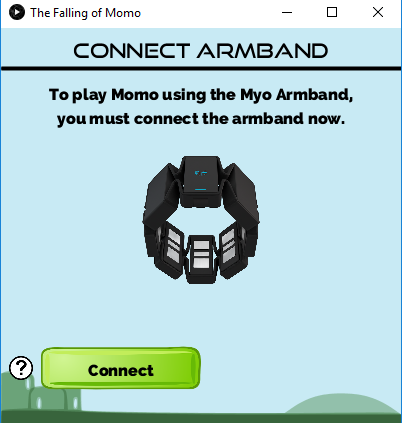 The Falling of Momo
CONNECT ARMBAND
To play Momo using the Myo Armband,
you must connect the armband now.
?
Connect